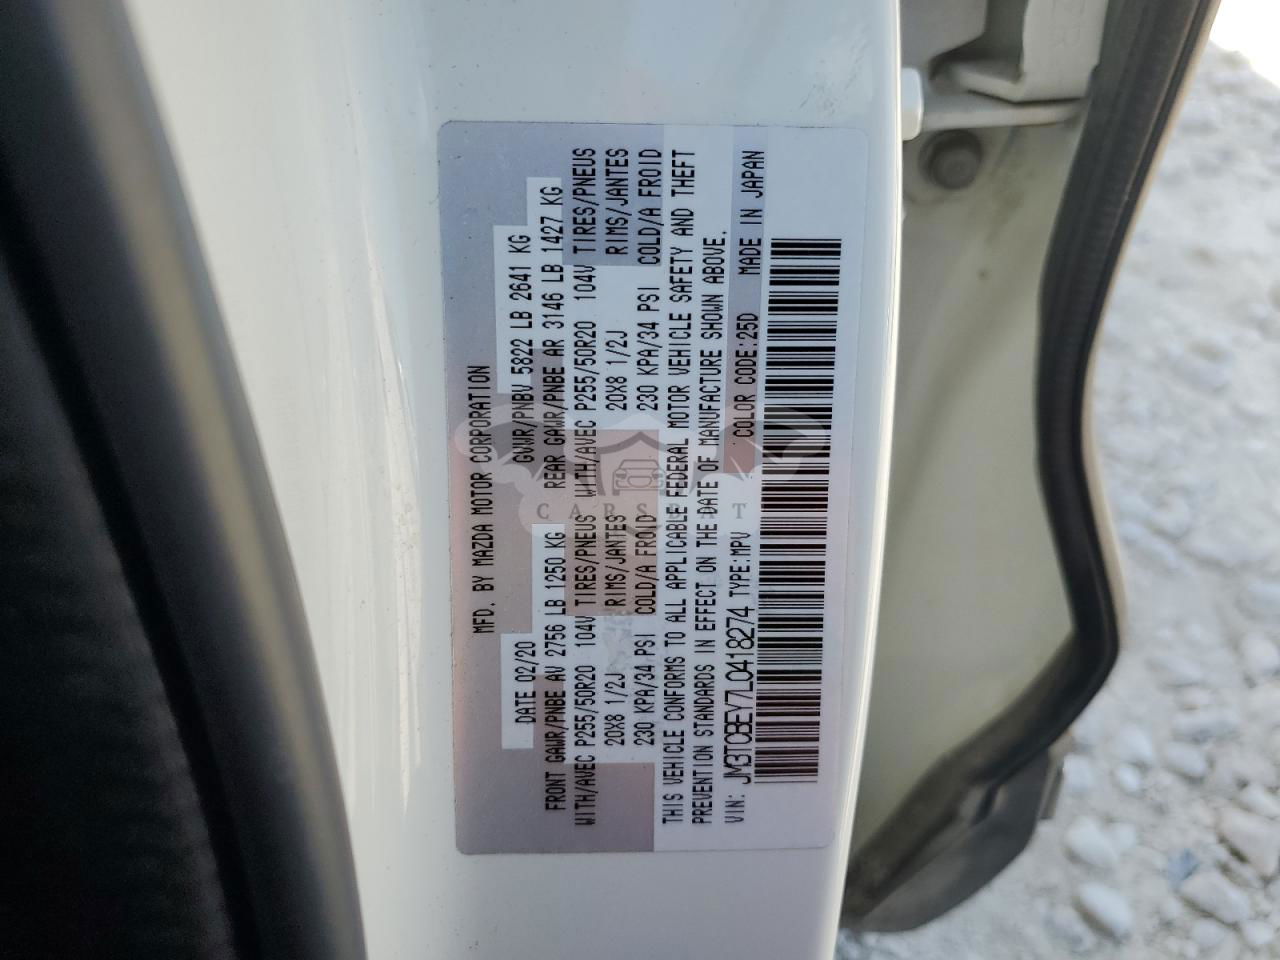 MFD. BY MAZDA MOTOR CORPORATION
DATE 02/20 GVWR/PNBV 5822 LB 2641 KG
FRONT GAWR/PNBE AV 2756 LB 1250 KG REAR GAWR/PNBE AR 3146 LB 1427 KG
WITH/AVEC P255/50R20 104V TIRES/PNEUS WITH/AVEC P255/50R20 104V TIRES/PNEUS
20X8 1/2J RIMS/JANTES 20X8 1/2J RIMS/JANTES
230 KPA/34 PSI COLD/A FROID 230 KPA/34 PSI COLD/A FROID
THIS VEHICLE CONFORMS TO ALL APPLICABLE FEDERAL MOTOR VEHICLE SAFETY AND THEFT
PREVENTION STANDARDS IN EFFECT ON THE DATE OF MANUFACTURE SHOWN ABOVE.
VIN: JM3TCBEY7L0418274 TYPE:MPV COLOR CODE:25D MADE IN JAPAN